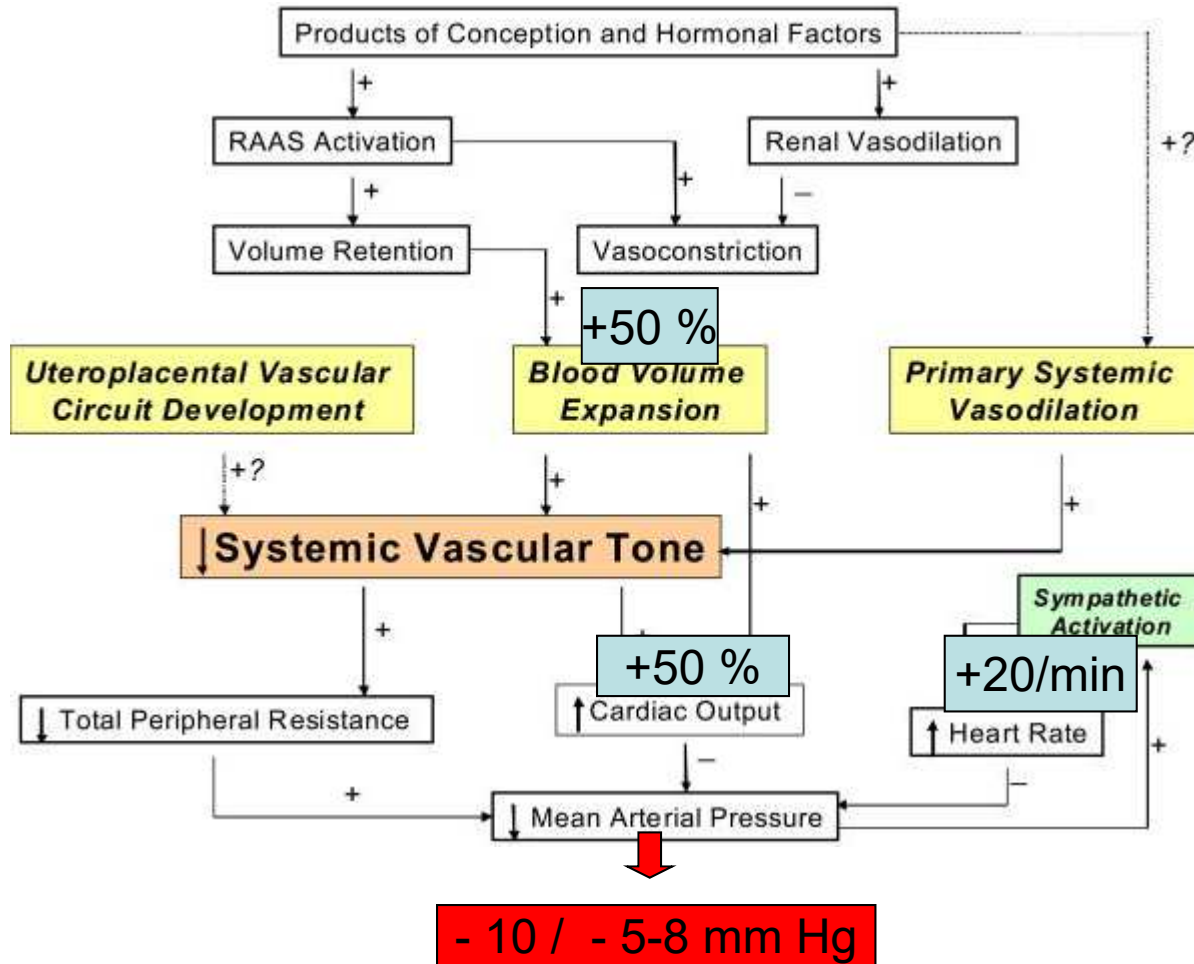 Products of Conception and Hormonal Factors
+
+
RAAS Activation
Renal Vasodilation
+?
+
+
–
Volume Retention
Vasoconstriction
+
+50 %
Uteroplacental Vascular
Circuit Development
Blood Volume
Expansion
Primary Systemic
Vasodilation
+?
+
+
+
↓Systemic Vascular Tone
+
Sympathetic
Activation
+50 %
+20/min
↓ Total Peripheral Resistance
↑ Cardiac Output
↑ Heart Rate
+
–
–
+
↓ Mean Arterial Pressure
- 10 / - 5-8 mm Hg